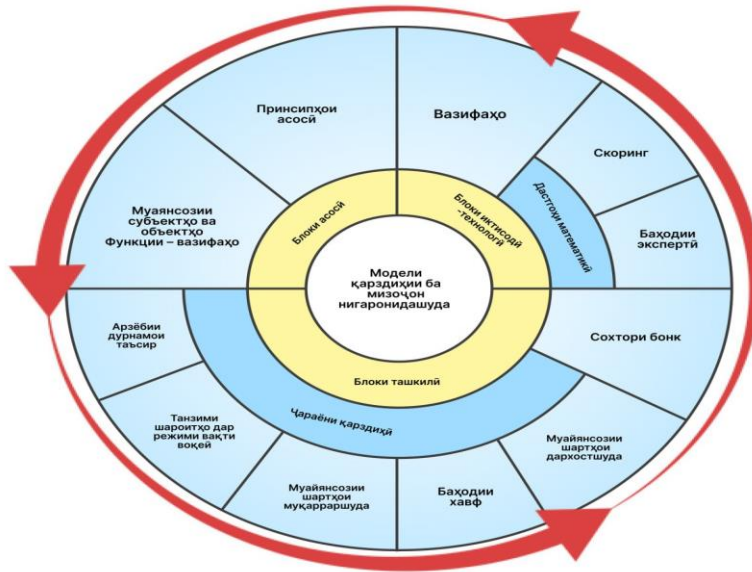 Принсипҳои
асосӣ
Вазифаҳо
Скоринг
Баҳодии
экспертӣ
Дастгоҳи математикӣ
Муаянсозии
субъектҳо ва
объектҳо
Функции – вазифаҳо
Блоки асосӣ
Блоки иктисодӣ
-технологӣ
Модели
қарздиҳии ба
мизоҷон
нигаронидашуда
Блоки ташкилӣ
Ҷараёни қарздиҳӣ
Сохтори бонк
Арзёбии
дурнамои
таъсир
Танзими
шароитҳо дар
режими вақти
воқеӣ
Муайянсозии
шартҳои
муқарраршуда
Баҳодии
хавф
Муайянсозии
шартҳои
дархостшуда